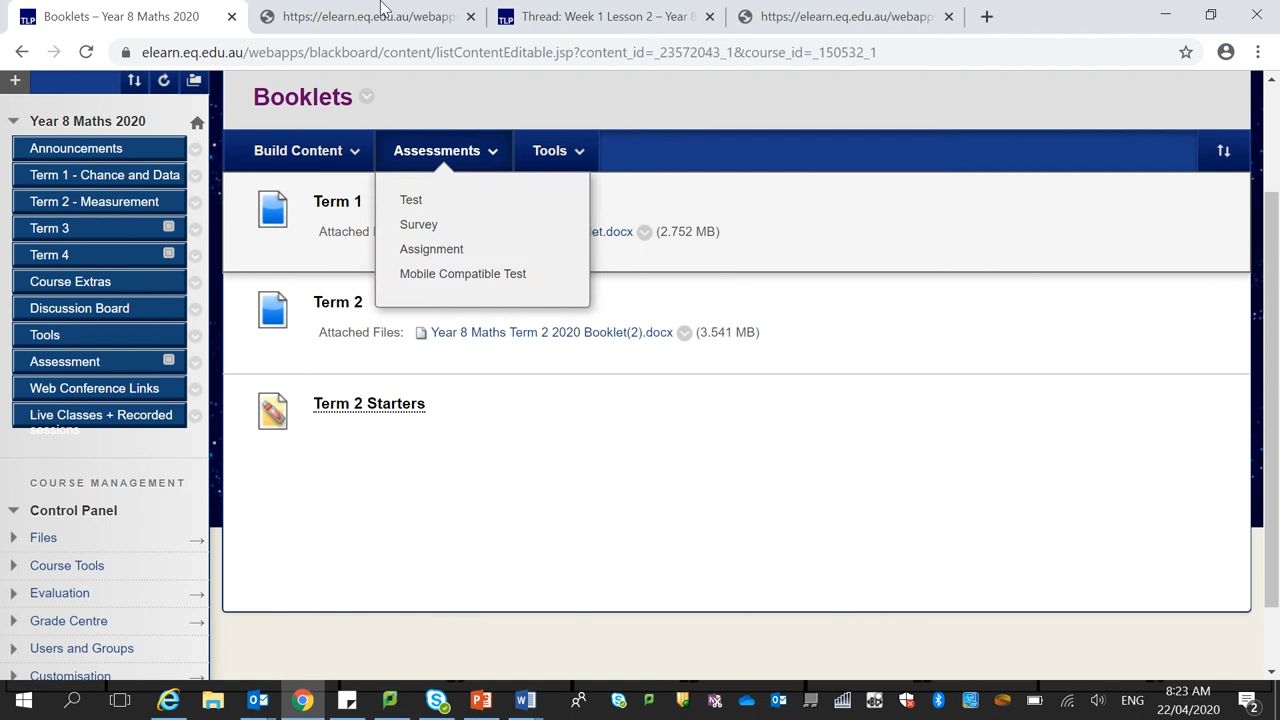 Booklets – Year 8 Maths 2020
https://elearn.eq.edu.au/webapp
Thread: Week 1 Lesson 2 – Year 8
https://elearn.eq.edu.au/webapp
elearn.eq.edu.au/webapps/blackboard/content/listContentEditable.jsp?content_id=_23572043_1&course_id=_150532_1
Year 8 Maths 2020
Announcements
Term 1 - Chance and Data
Term 2 - Measurement
Term 3
Term 4
Course Extras
Discussion Board
Tools
Assessment
Web Conference Links
Live Classes + Recorded
sessions
COURSE MANAGEMENT
Control Panel
Files
Course Tools
Evaluation
Grade Centre
Users and Groups
Customisation
Booklets
Build Content
Assessments
Tools
Test
Survey
Assignment
Mobile Compatible Test
Term 1
Attached et.docx (2.752 MB)
Term 2
Attached Files: Year 8 Maths Term 2 2020 Booklet(2).docx (3.541 MB)
Term 2 Starters
ENG
8:23 AM
22/04/2020
2